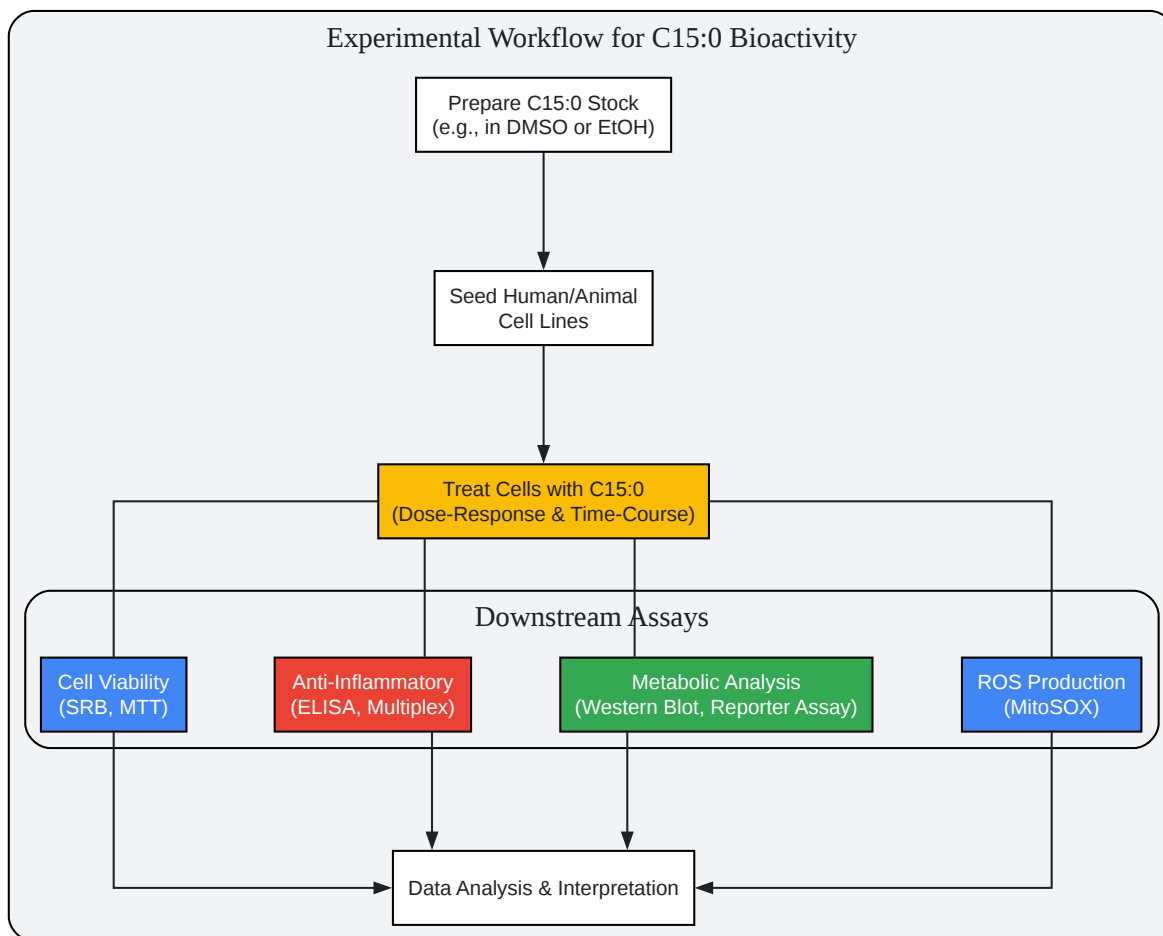 Experimental Workflow for C15:0 Bioactivity
Prepare C15:0 Stock
(e.g., in DMSO or EtOH)
Seed Human/Animal
Cell Lines
Treat Cells with C15:0
(Dose-Response & Time-Course)
Downstream Assays
Cell Viability
(SRB, MTT)
Anti-Inflammatory
(ELISA, Multiplex)
Metabolic Analysis
(Western Blot, Reporter Assay)
ROS Production
(MitoSOX)
Data Analysis & Interpretation